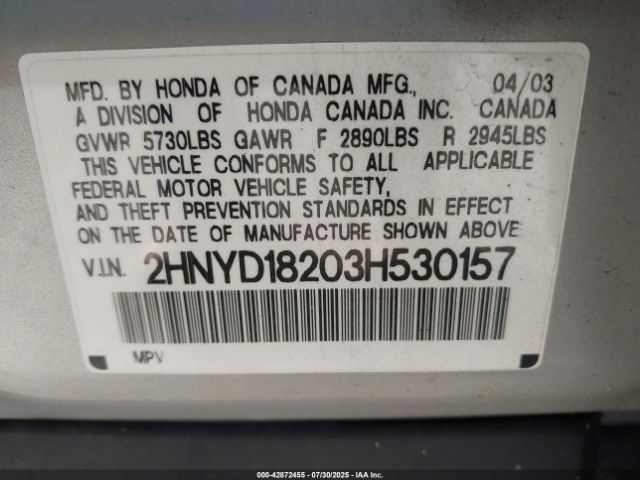 MFD. BY HONDA OF CANADA MFG., 04/03
A DIVISION OF HONDA CANADA INC. CANADA
GVWR 5730LBS GAWR F 2890LBS R 2945LBS
THIS VEHICLE CONFORMS TO ALL APPLICABLE
FEDERAL MOTOR VEHICLE SAFETY,
AND THEFT PREVENTION STANDARDS IN EFFECT
ON THE DATE OF MANUFACTURE SHOWN ABOVE
V.I.N. 2HNYD18203H530157
MPV
000-42872455 - 07/30/2025 - IAA Inc.